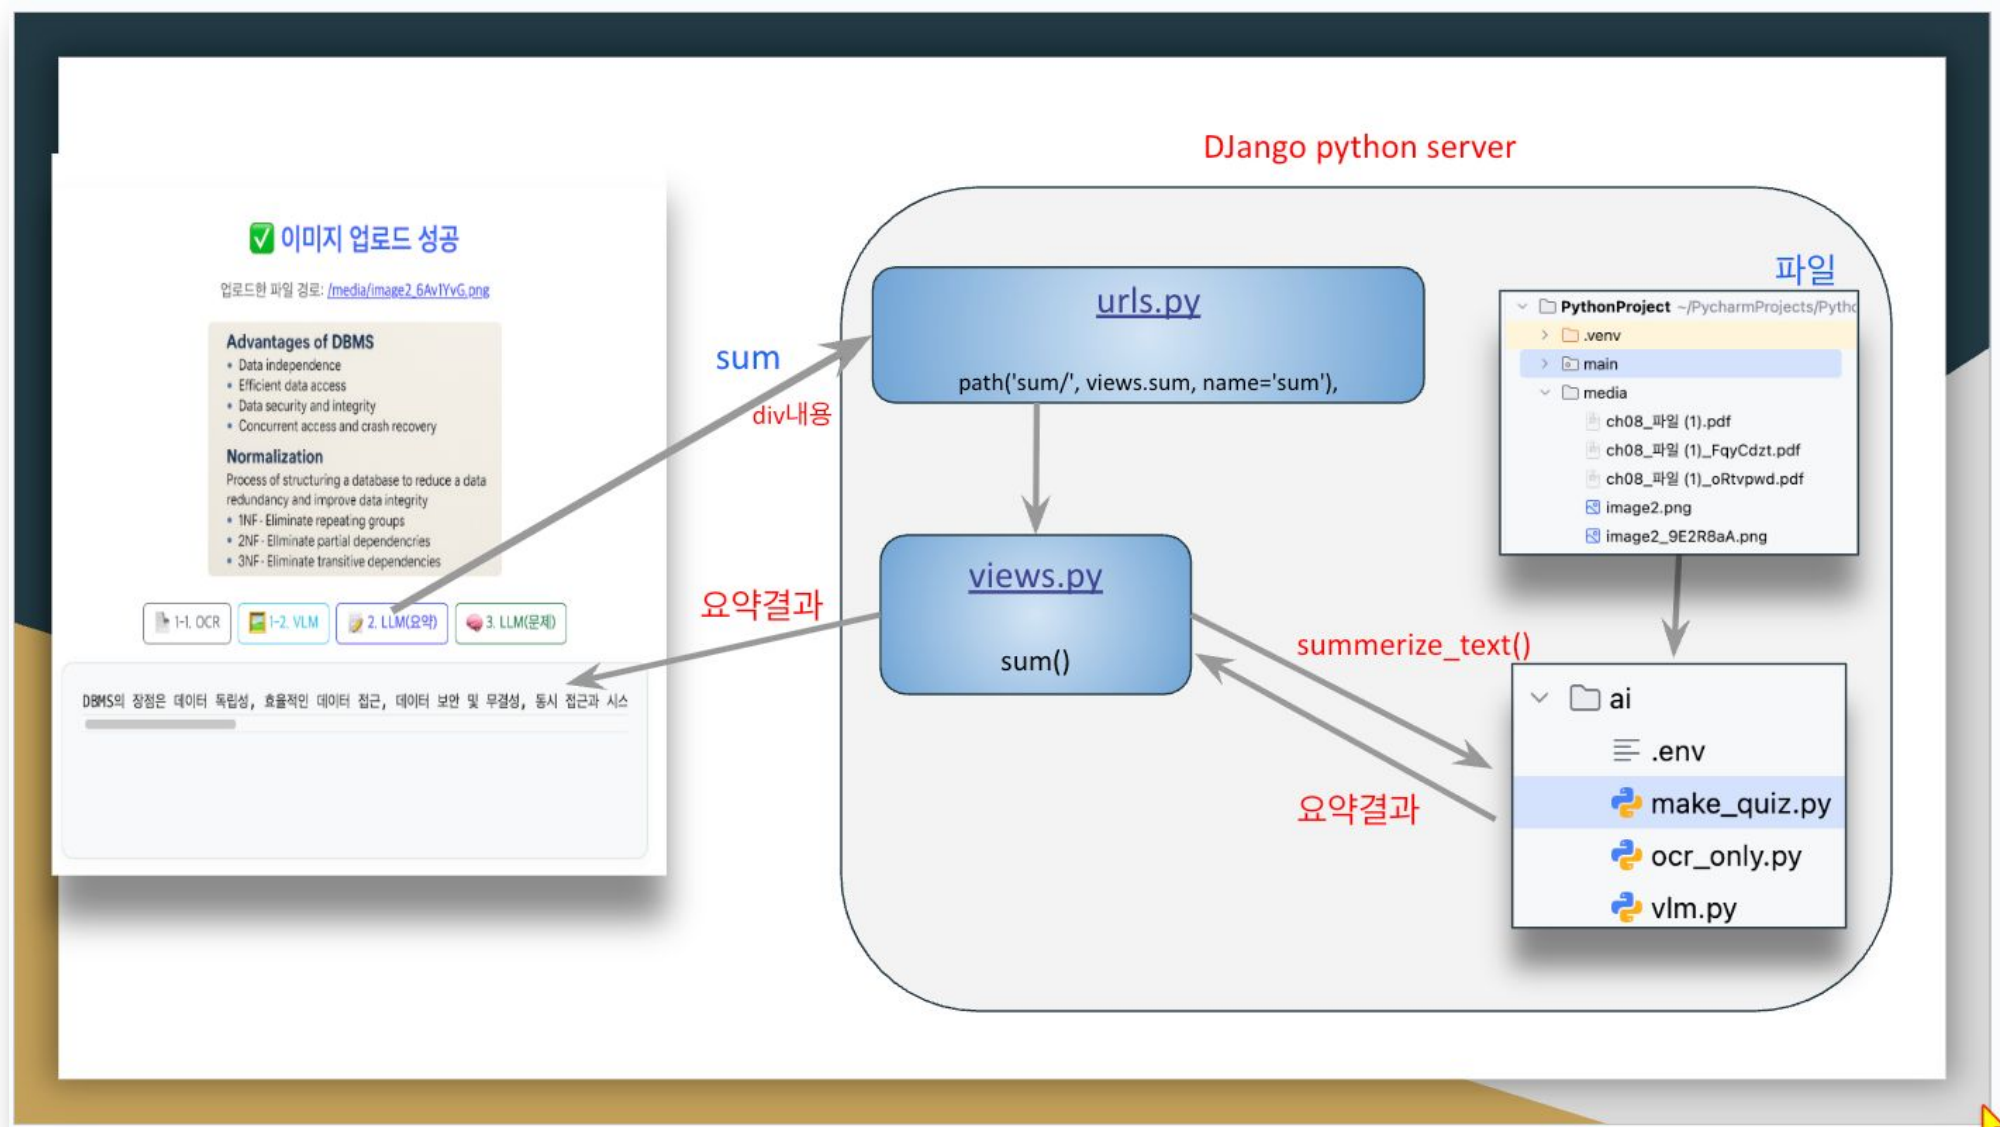 DJango python server
✅ 이미지 업로드 성공
업로드한 파일 경로: /media/image2_6Av1YvG.png
Advantages of DBMS
• Data independence
• Efficient data access
• Data security and integrity
• Concurrent access and crash recovery
Normalization
Process of structuring a database to reduce a data
redundancy and improve data integrity
• 1NF - Eliminate repeating groups
• 2NF - Eliminate partial dependencies
• 3NF - Eliminate transitive dependencies
1-1. OCR
1-2. VLM
2. LLM(요약)
3. LLM(문제)
DBMS의 장점은 데이터 독립성, 효율적인 데이터 접근, 데이터 보안 및 무결성, 동시 접근과 시스
sum
div내용
요약결과
urls.py
path('sum/', views.sum, name='sum'),
views.py
sum()
summerize_text()
요약결과
파일
PythonProject ~/PycharmProjects/Pytho
.venv
main
media
ch08_파일 (1).pdf
ch08_파일 (1)_FqyCdzt.pdf
ch08_파일 (1)_oRtvpwd.pdf
image2.png
image2_9E2R8aA.png
ai
.env
make_quiz.py
ocr_only.py
vlm.py